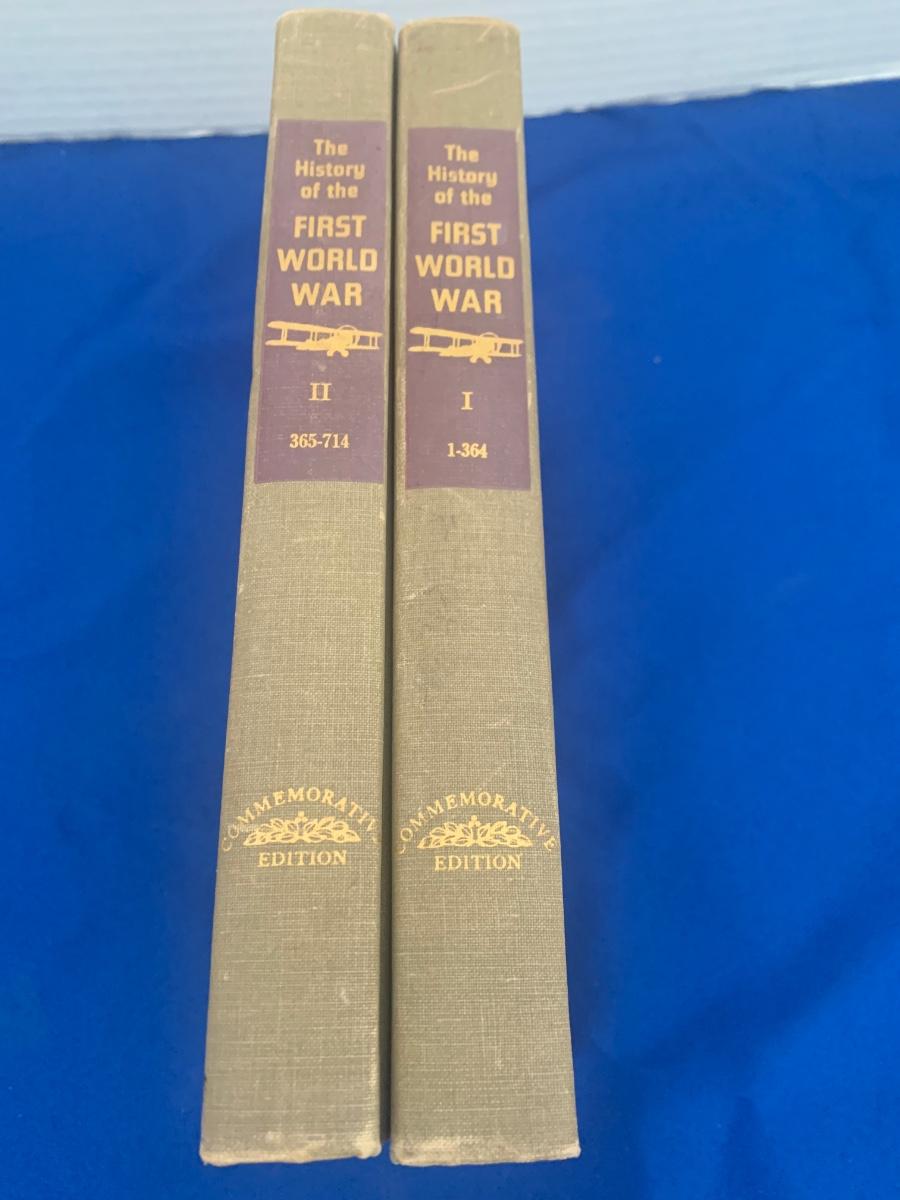 The
History
of the
FIRST
WORLD
WAR
II
365-714
COMMEMORATIVE
EDITION
The
History
of the
FIRST
WORLD
WAR
I
1-364
COMMEMORATIVE
EDITION